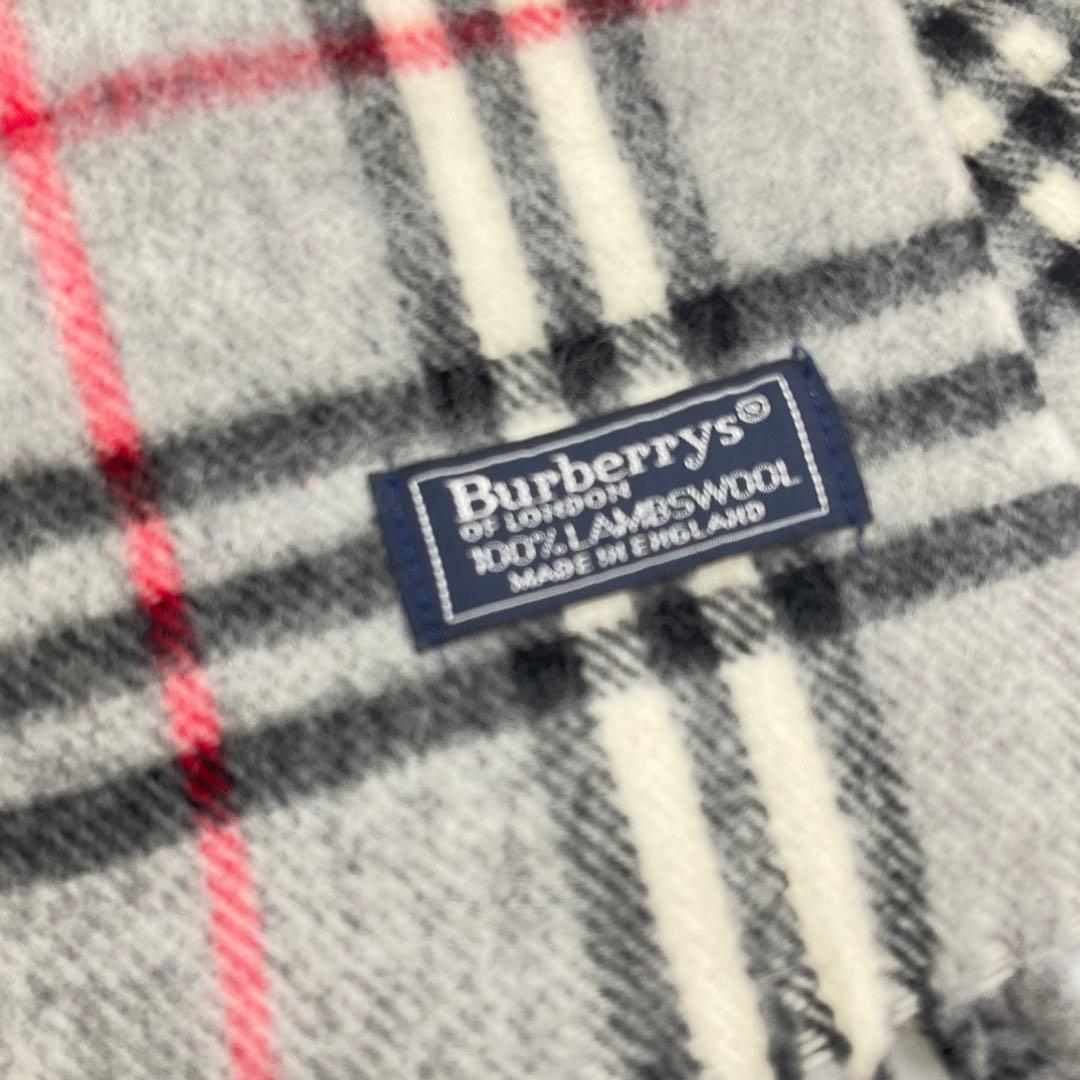 Burberrys®
OF LONDON
100% LAMBSWOOL
MADE IN ENGLAND